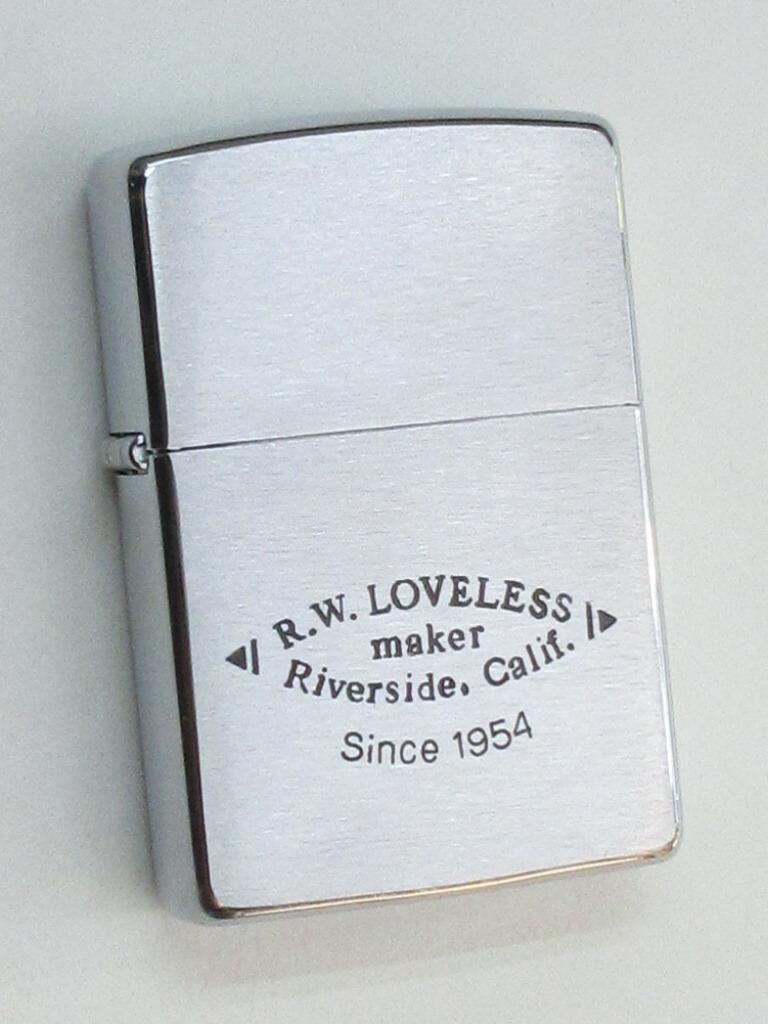 R.W. LOVELESS
maker
Riverside. Calif.
Since 1954